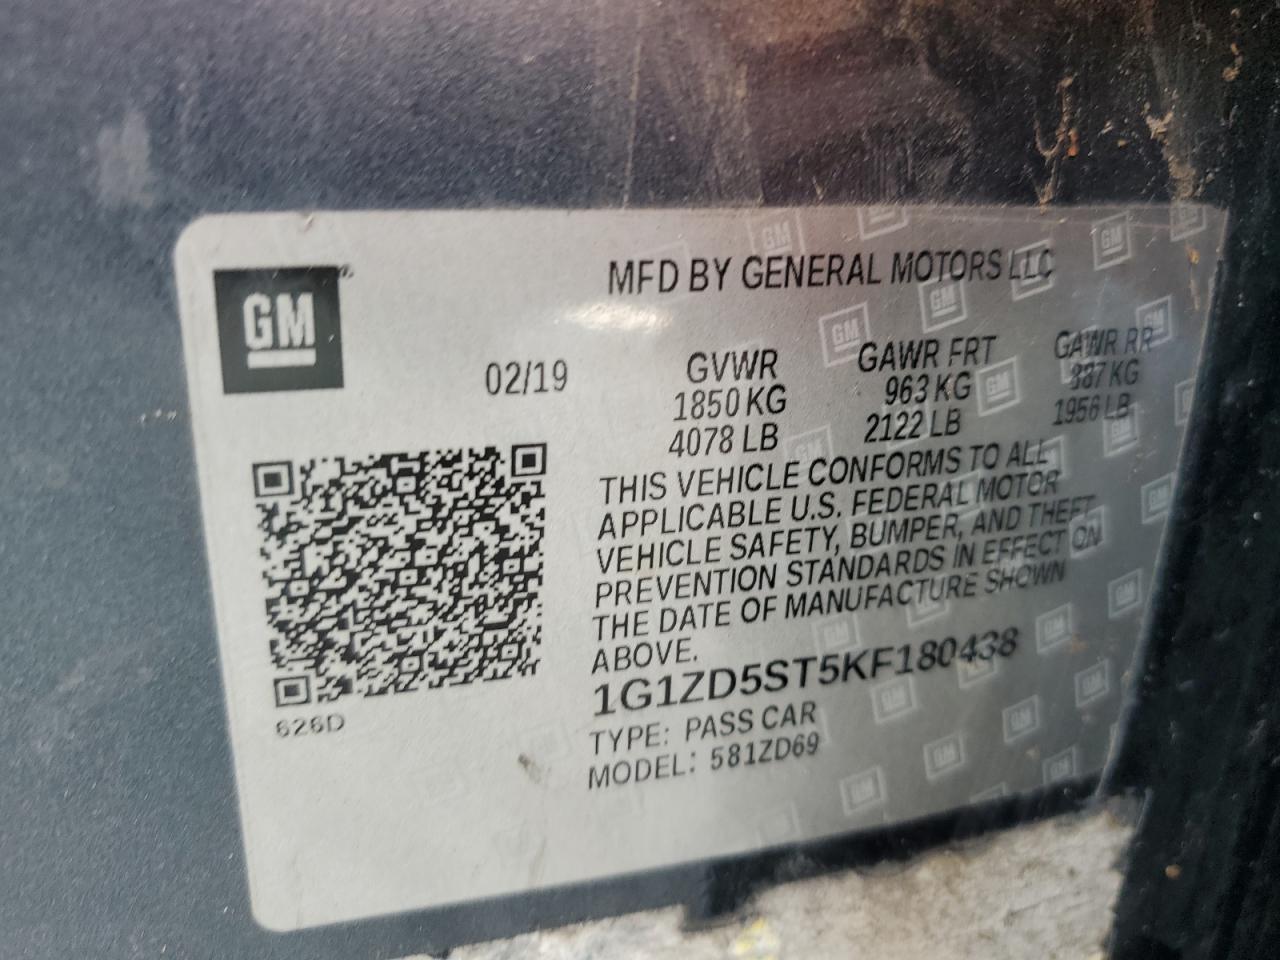 GM
MFD BY GENERAL MOTORS LLC
02/19
GVWR GAWR FRT GAWR RR
1850 KG 963 KG 887 KG
4078 LB 2122 LB 1956 LB
THIS VEHICLE CONFORMS TO ALL
APPLICABLE U.S. FEDERAL MOTOR
VEHICLE SAFETY, BUMPER, AND THEFT
PREVENTION STANDARDS IN EFFECT ON
THE DATE OF MANUFACTURE SHOWN
ABOVE.
1G1ZD5ST5KF180438
TYPE: PASS CAR
MODEL: 581ZD69
626D